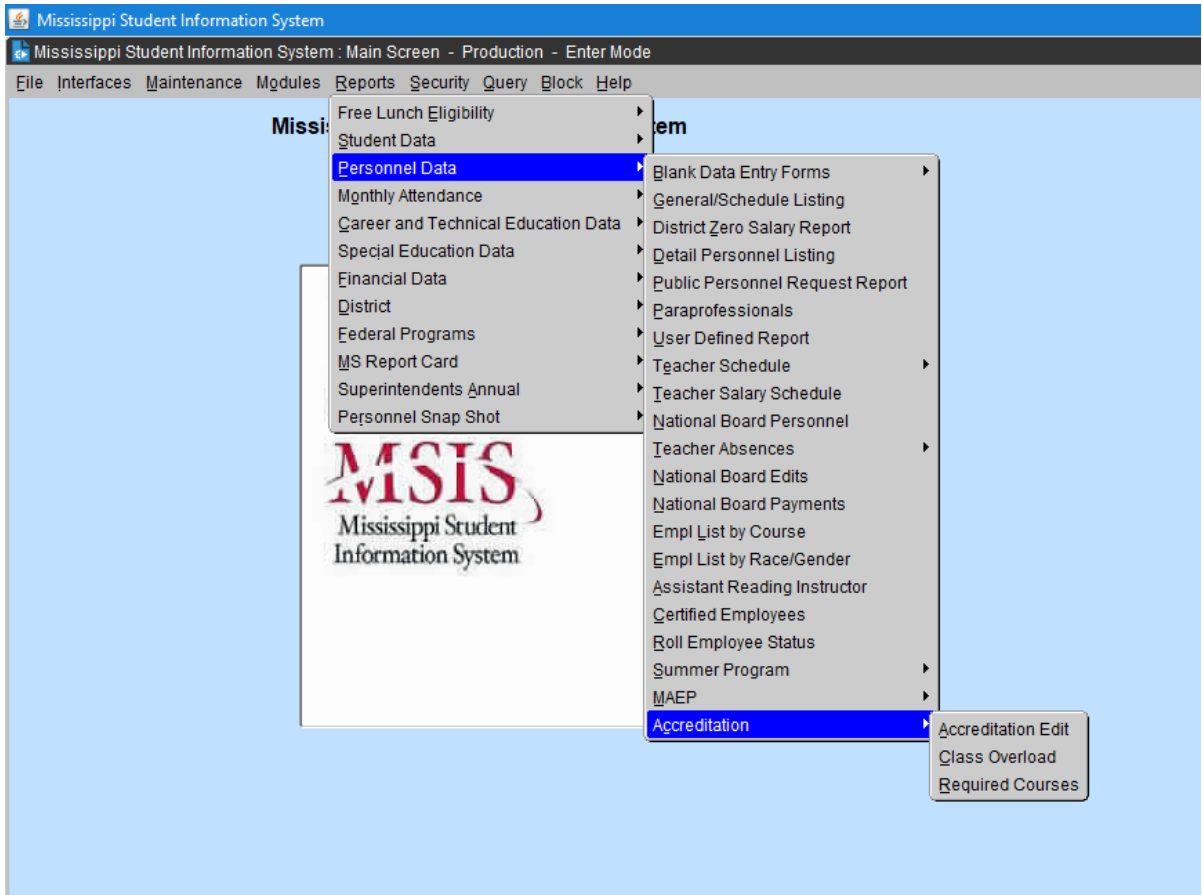 Mississippi Student Information System
Mississippi Student Information System : Main Screen - Production - Enter Mode
File Interfaces Maintenance Modules Reports Security Query Block Help
Free Lunch Eligibility
Student Data
Personnel Data
Monthly Attendance
Career and Technical Education Data
Special Education Data
Financial Data
District
Federal Programs
MS Report Card
Superintendents Annual
Personnel Snap Shot
Blank Data Entry Forms
General/Schedule Listing
District Zero Salary Report
Detail Personnel Listing
Public Personnel Request Report
Paraprofessionals
User Defined Report
Teacher Schedule
Teacher Salary Schedule
National Board Personnel
Teacher Absences
National Board Edits
National Board Payments
Empl List by Course
Empl List by Race/Gender
Assistant Reading Instructor
Certified Employees
Roll Employee Status
Summer Program
MAEP
Accreditation
Accreditation Edit
Class Overload
Required Courses
MSIS
Mississippi Student
Information System